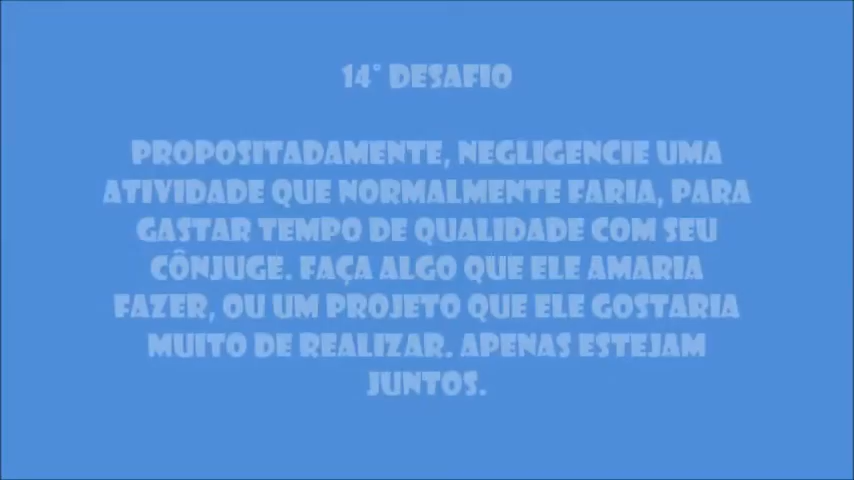 14° DESAFIO
PROPOSITADAMENTE, NEGLIGENCIE UMA
ATIVIDADE QUE NORMALMENTE FARIA, PARA
GASTAR TEMPO DE QUALIDADE COM SEU
CÔNJUGE. FAÇA ALGO QUE ELE AMARIA
FAZER, OU UM PROJETO QUE ELE GOSTARIA
MUITO DE REALIZAR. APENAS ESTEJAM
JUNTOS.